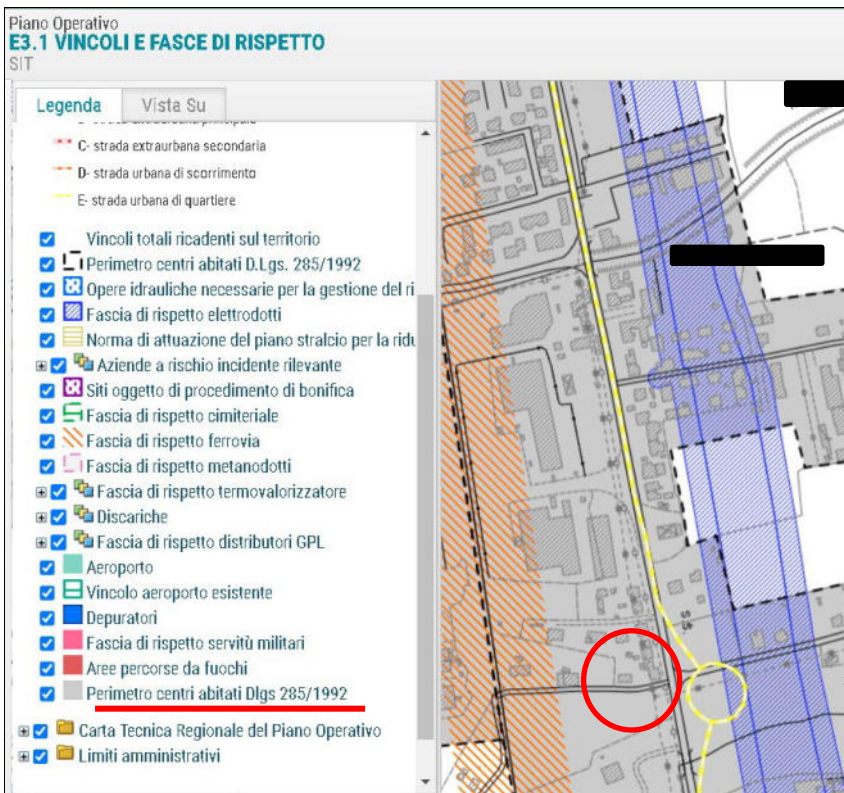 Piano Operativo
E3.1 VINCOLI E FASCE DI RISPETTO
SIT
Legenda
Vista Su
C- strada extraurbana secondaria
D- strada urbana di scorrimento
E- strada urbana di quartiere
Vincoli totali ricadenti sul territorio
Perimetro centri abitati D.Lgs. 285/1992
Opere idrauliche necessarie per la gestione del ri
Fascia di rispetto elettrodotti
Norma di attuazione del piano stralcio per la ridu
Aziende a rischio incidente rilevante
Siti oggetto di procedimento di bonifica
Fascia di rispetto cimiteriale
Fascia di rispetto ferrovia
Fascia di rispetto metanodotti
Fascia di rispetto termovalorizzatore
Discariche
Fascia di rispetto distributori GPL
Aeroporto
Vincolo aeroporto esistente
Depuratori
Fascia di rispetto servitù militari
Aree percorse da fuochi
Perimetro centri abitati Dlgs 285/1992
Carta Tecnica Regionale del Piano Operativo
Limiti amministrativi